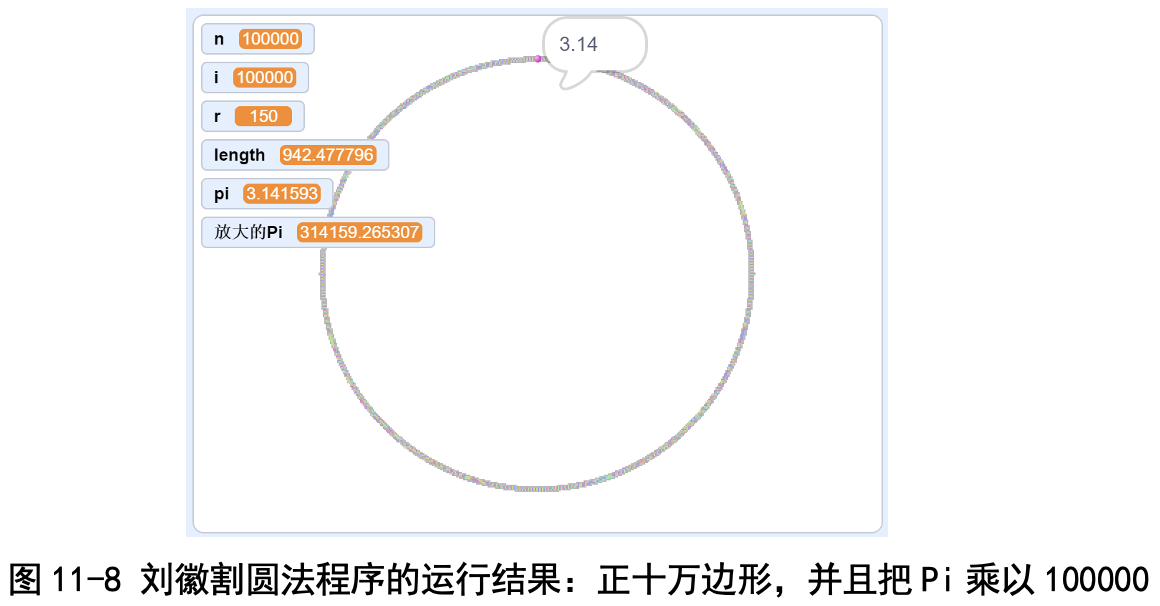 n 100000
3.14
i 100000
r 150
length 942.477796
pi 3.141593
放大的Pi 314159.265307
图 11-8 刘徽割圆法程序的运行结果：正十万边形，并且把 Pi 乘以 100000